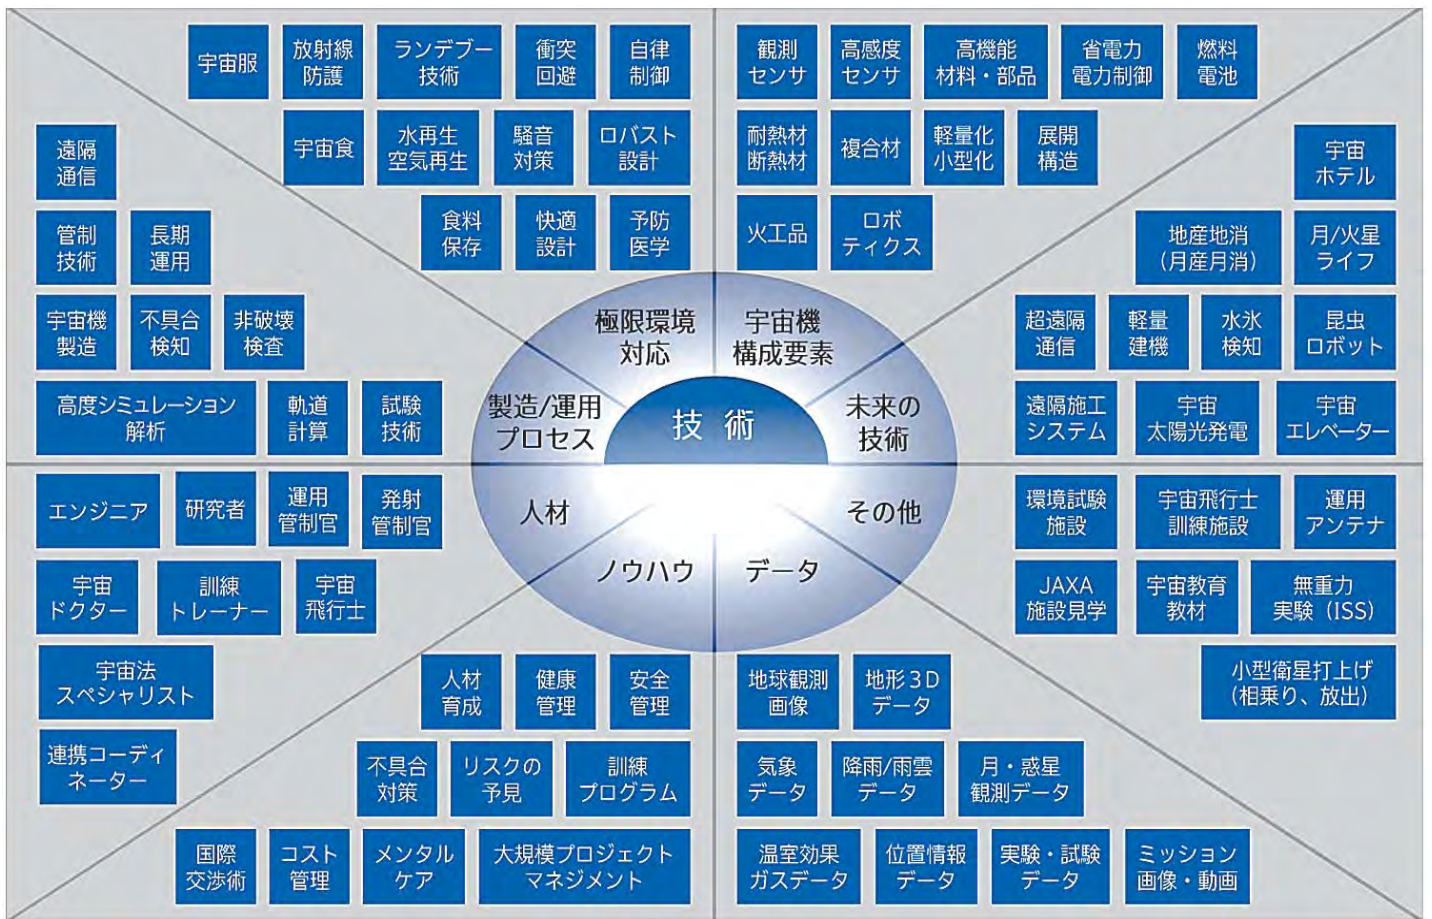 宇宙服
放射線
防護
ランデブー
技術
衝突
回避
自律
制御
宇宙食
水再生
空気再生
騒音
対策
ロバスト
設計
食料
保存
快適
設計
予防
医学
観測
センサ
高感度
センサ
高機能
材料・部品
省電力
電力制御
燃料
電池
耐熱材
断熱材
複合材
軽量化
小型化
展開
構造
火工品
ロボ
ティクス
遠隔
通信
管制
技術
長期
運用
宇宙機
製造
不具合
検知
非破壊
検査
高度シミュレーション
解析
軌道
計算
試験
技術
宇宙
ホテル
地産地消
(月産月消)
月/火星
ライフ
超遠隔
通信
軽量
建機
水氷
検知
昆虫
ロボット
遠隔施工
システム
宇宙
太陽光発電
宇宙
エレベーター
極限環境
対応
宇宙機
構成要素
製造/運用
プロセス
技術
未来の
技術
人材
その他
ノウハウ
データ
エンジニア
研究者
運用
管制官
発射
管制官
宇宙
ドクター
訓練
トレーナー
宇宙
飛行士
宇宙法
スペシャリスト
連携コーディ
ネーター
環境試験
施設
宇宙飛行士
訓練施設
運用
アンテナ
JAXA
施設見学
宇宙教育
教材
無重力
実験(ISS)
小型衛星打上げ
(相乗り、放出)
人材
育成
健康
管理
安全
管理
不具合
対策
リスクの
予見
訓練
プログラム
国際
交渉術
コスト
管理
メンタル
ケア
大規模プロジェクト
マネジメント
地球観測
画像
地形3D
データ
気象
データ
降雨/雨雲
データ
月・惑星
観測データ
温室効果
ガスデータ
位置情報
データ
実験・試験
データ
ミッション
画像・動画